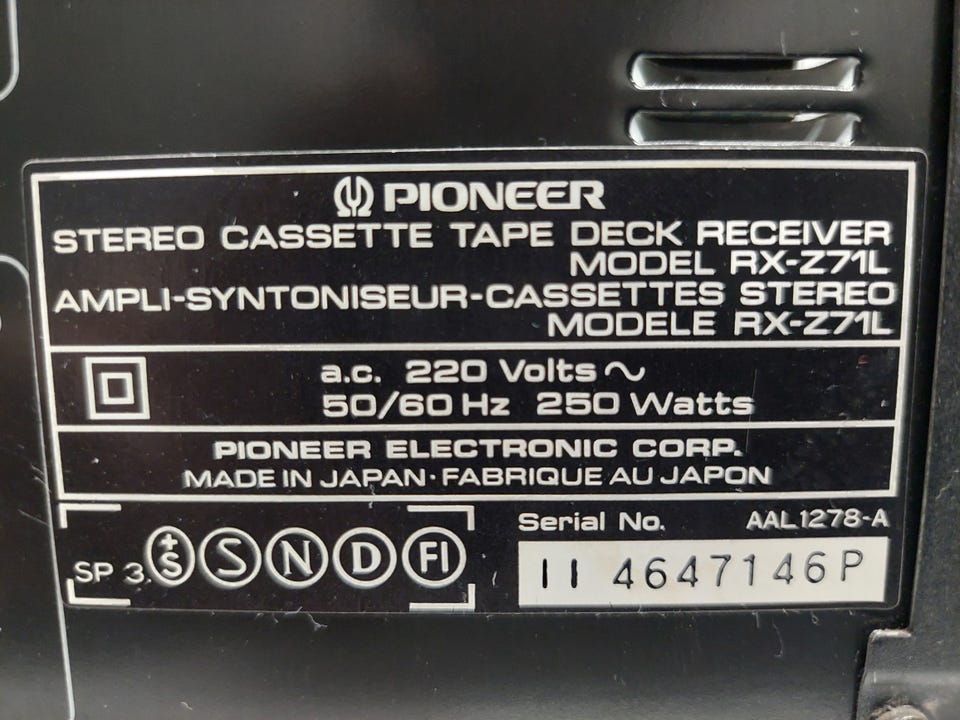 PIONEER
STEREO CASSETTE TAPE DECK RECEIVER
MODEL RX-Z71L
AMPLI-SYNTONISEUR-CASSETTES STEREO
MODELE RX-Z71L
a.c. 220 Volts ~
50/60 Hz 250 Watts
PIONEER ELECTRONIC CORP.
MADE IN JAPAN · FABRIQUE AU JAPON
SP 3. +S S N D FI
Serial No. AAL1278-A
II 4647146P